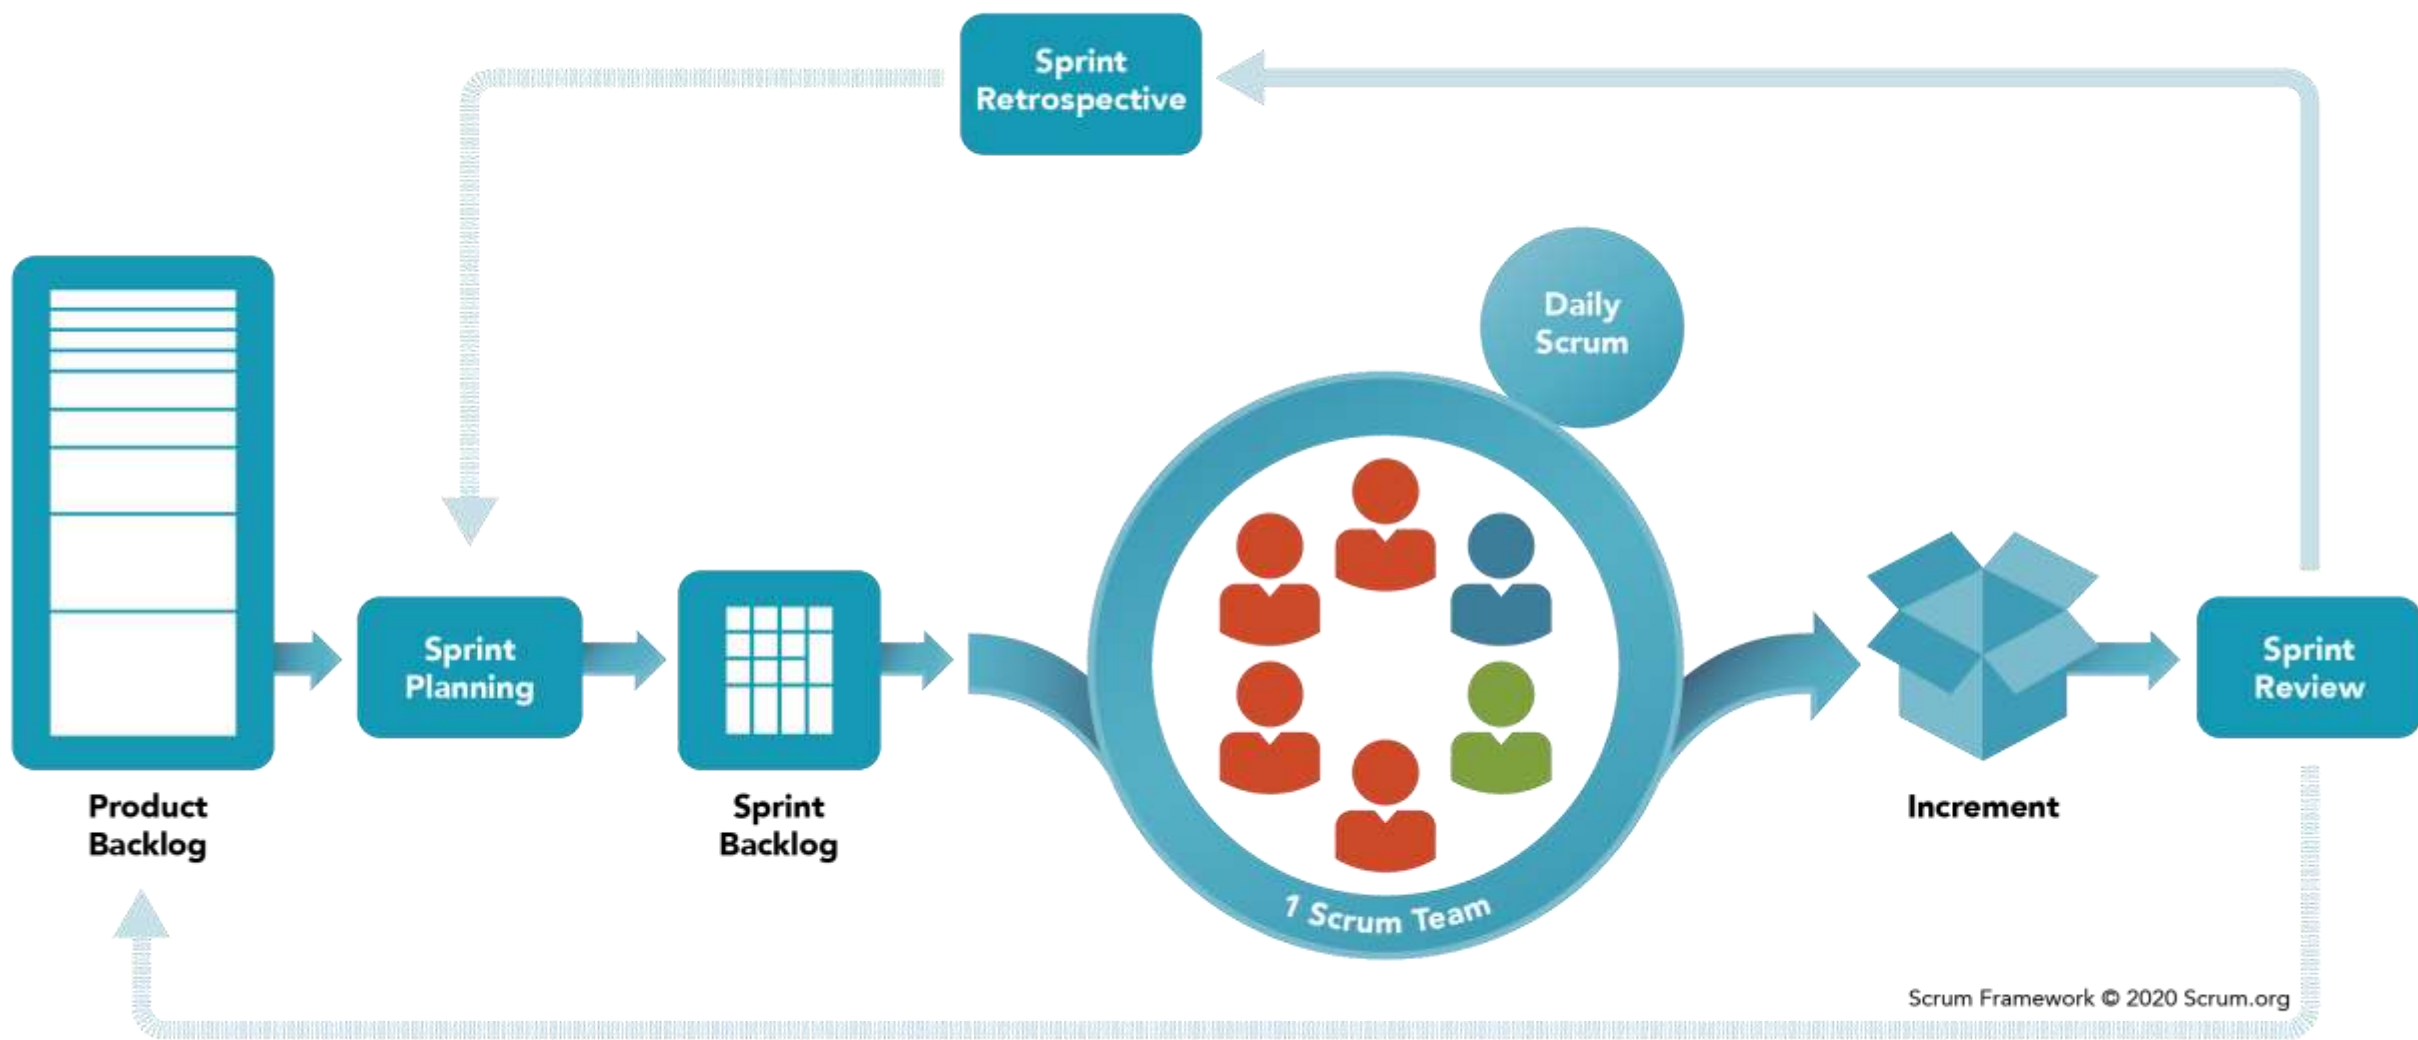 Sprint
Retrospective
Daily
Scrum
Sprint
Planning
Sprint
Review
Product
Backlog
Sprint
Backlog
Increment
1 Scrum Team
Scrum Framework © 2020 Scrum.org